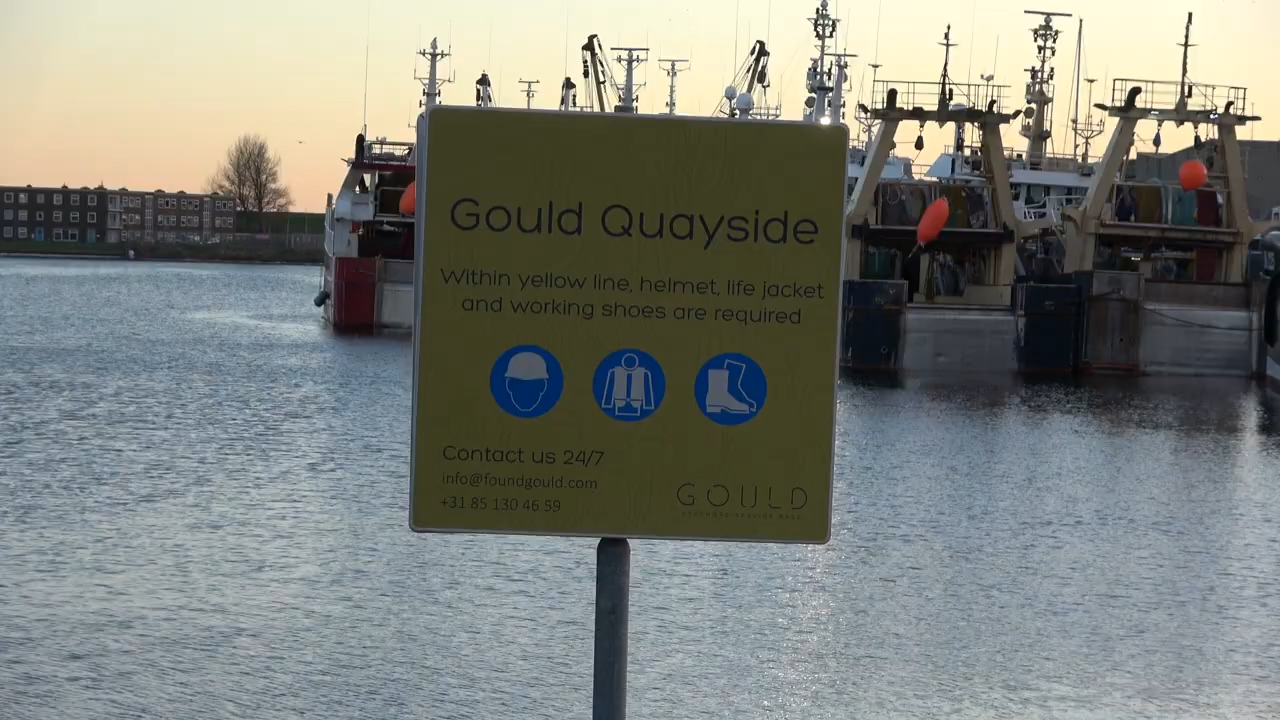 Gould Quayside
Within yellow line, helmet, life jacket
and working shoes are required
Contact us 24/7
info@foundgould.com
+31 85 130 46 59
GOULD